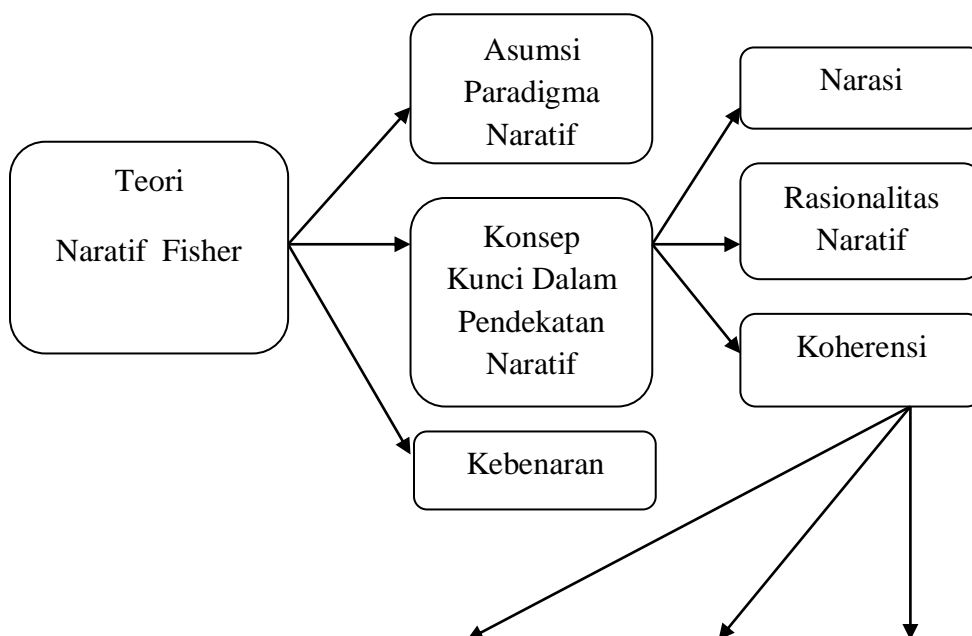 Teori
Naratif Fisher
Asumsi
Paradigma
Naratif
Konsep
Kunci Dalam
Pendekatan
Naratif
Kebenaran
Narasi
Rasionalitas
Naratif
Koherensi